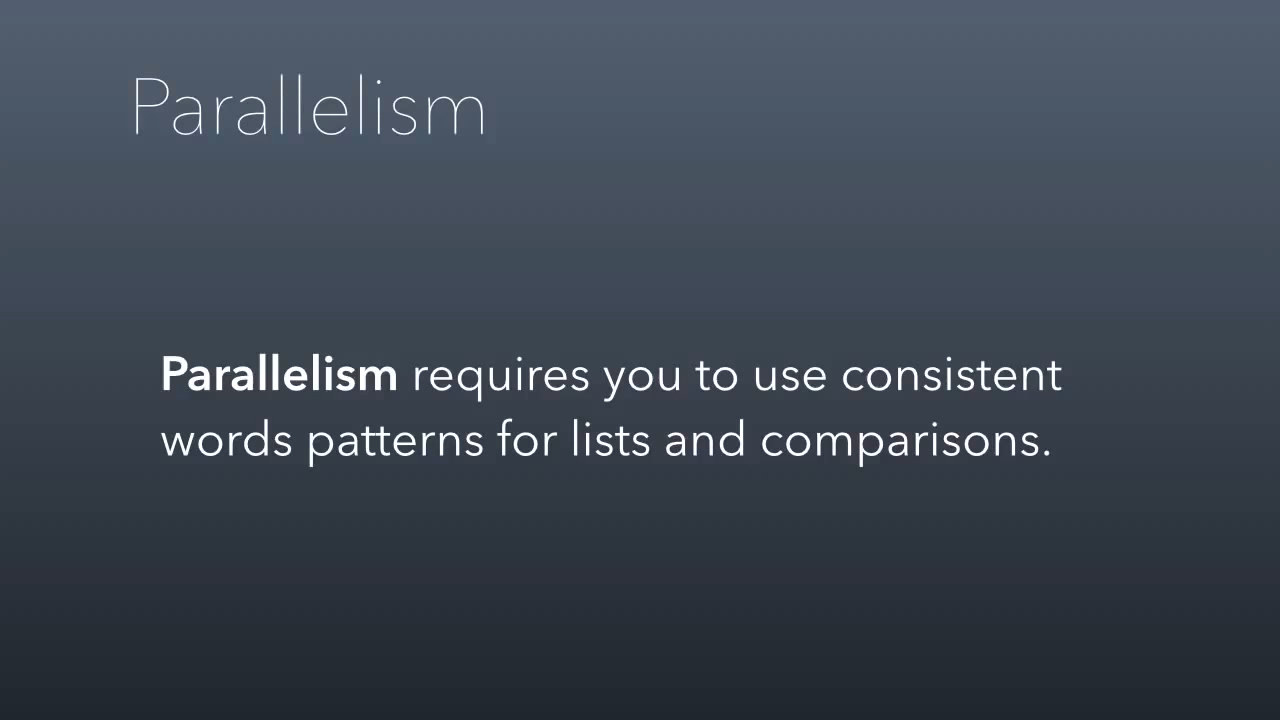 Parallelism
Parallelism requires you to use consistent
words patterns for lists and comparisons.